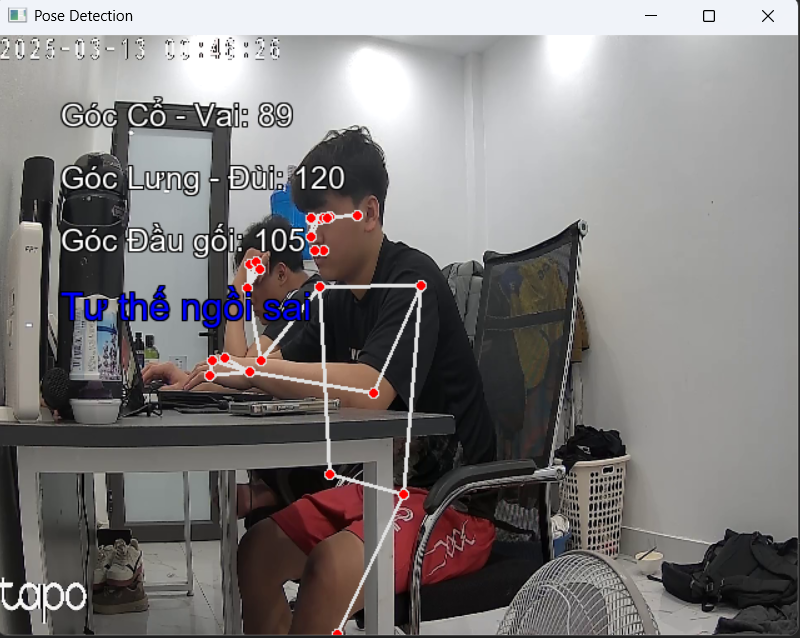 Pose Detection
Góc Cổ - Vai: 89
Góc Lưng - Đùi: 120
Góc Đầu gối: 105
Tư thế ngồi sai
tapo